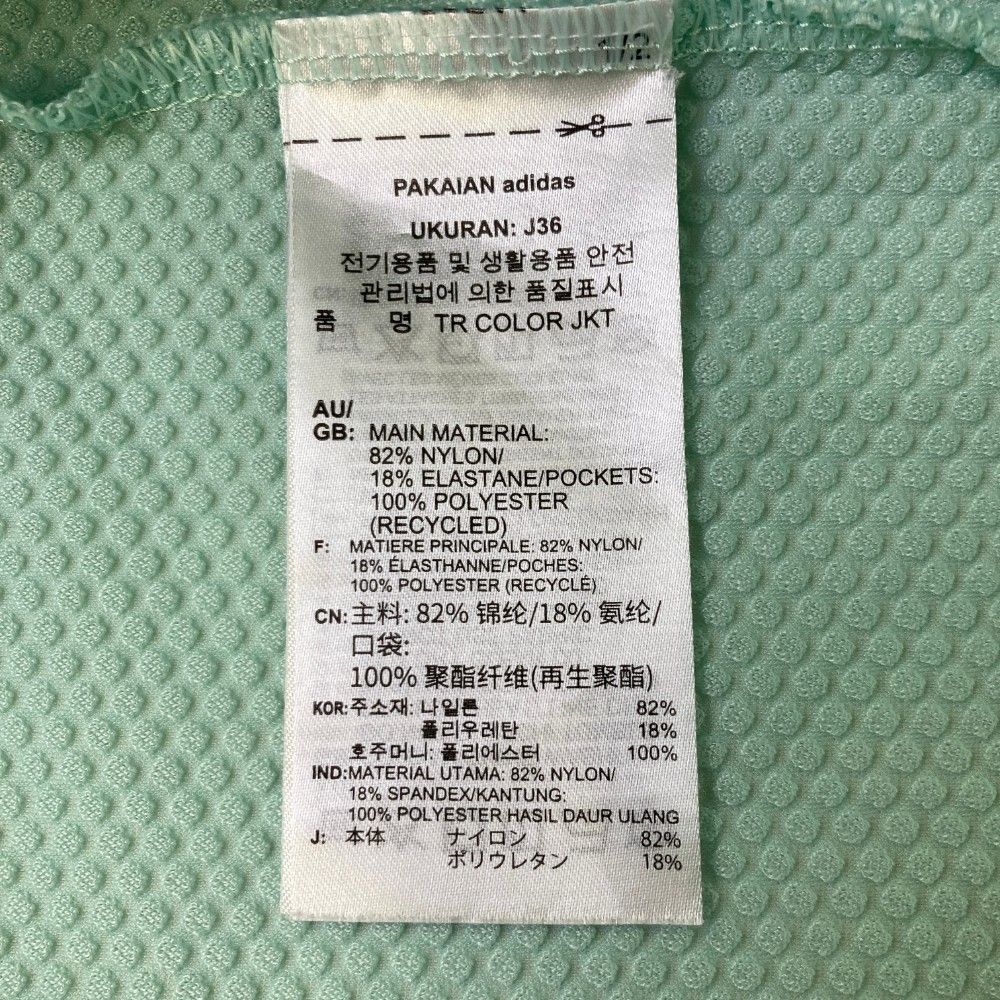 1/2
PAKAIAN adidas
UKURAN: J36
전기용품 및 생활용품 안전
관리법에 의한 품질표시
품 명 TR COLOR JKT
AU/
GB: MAIN MATERIAL:
82% NYLON/
18% ELASTANE/POCKETS:
100% POLYESTER
(RECYCLED)
F: MATIERE PRINCIPALE: 82% NYLON/
18% ÉLASTHANNE/POCHES:
100% POLYESTER (RECYCLÉ)
CN: 主料: 82% 锦纶/18% 氨纶/
口袋:
100% 聚酯纤维(再生聚酯)
KOR: 주소재: 나일론 82%
폴리우레탄 18%
호주머니: 폴리에스터 100%
IND: MATERIAL UTAMA: 82% NYLON/
18% SPANDEX/KANTUNG:
100% POLYESTER HASIL DAUR ULANG
J: 本体 ナイロン 82%
ポリウレタン 18%